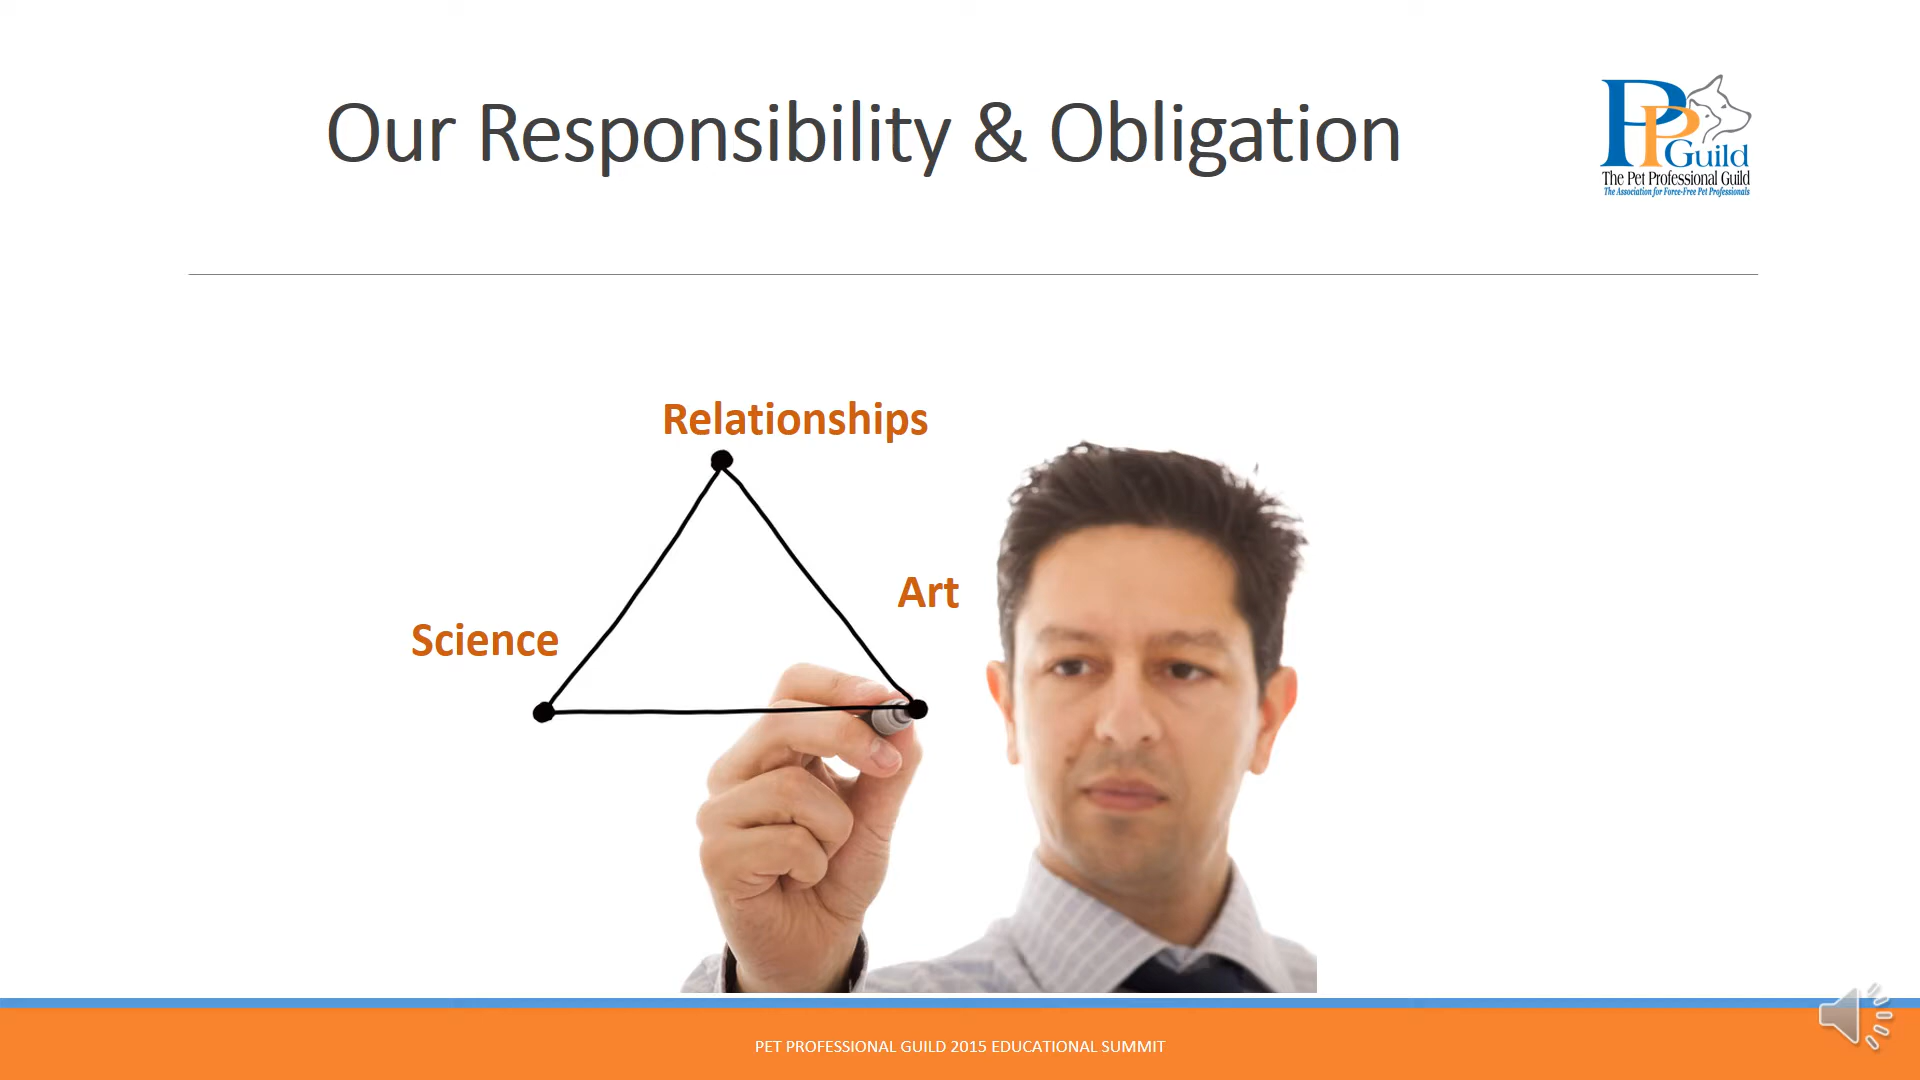 Our Responsibility & Obligation
PP
Guild
The Pet Professional Guild
The Association for Force-Free Pet Professionals
Relationships
Art
Science
PET PROFESSIONAL GUILD 2015 EDUCATIONAL SUMMIT